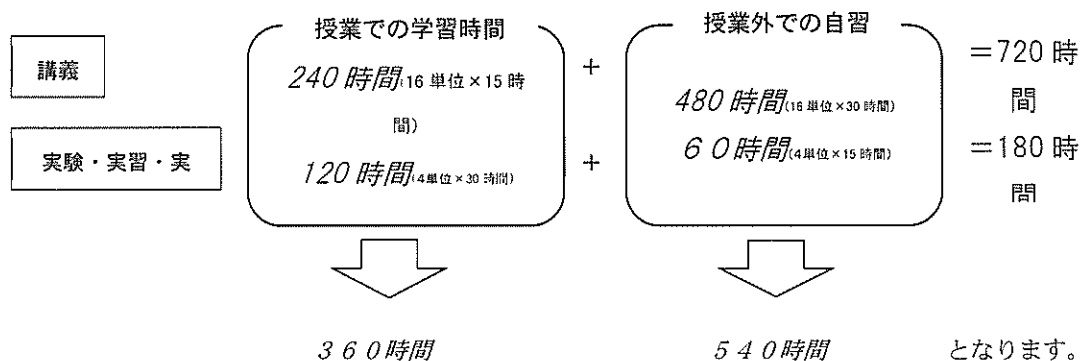 授業での学習時間
授業外での自習
講義
240時間(16単位×15時
間)
+
480時間(16単位×30時間)
=720時
間
実験・実習・実
120時間(4単位×30時間)
+
60時間(4単位×15時間)
=180時
間
360時間
540時間
となります。